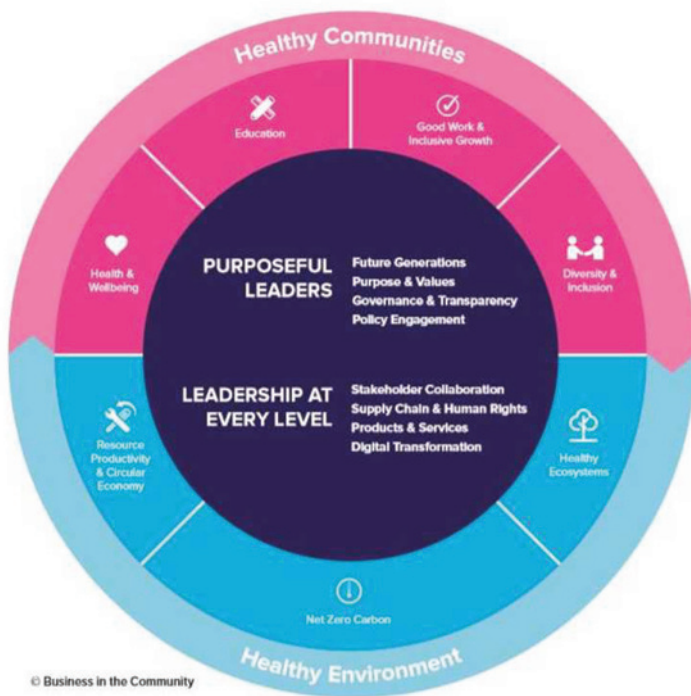 Healthy Communities
Education
Good Work &
Inclusive Growth
Health &
Wellbeing
Diversity &
Inclusion
PURPOSEFUL
LEADERS
Future Generations
Purpose & Values
Governance & Transparency
Policy Engagement
LEADERSHIP AT
EVERY LEVEL
Stakeholder Collaboration
Supply Chain & Human Rights
Products & Services
Digital Transformation
Resource
Productivity
& Circular
Economy
Healthy
Ecosystems
Net Zero Carbon
Healthy Environment
© Business in the Community